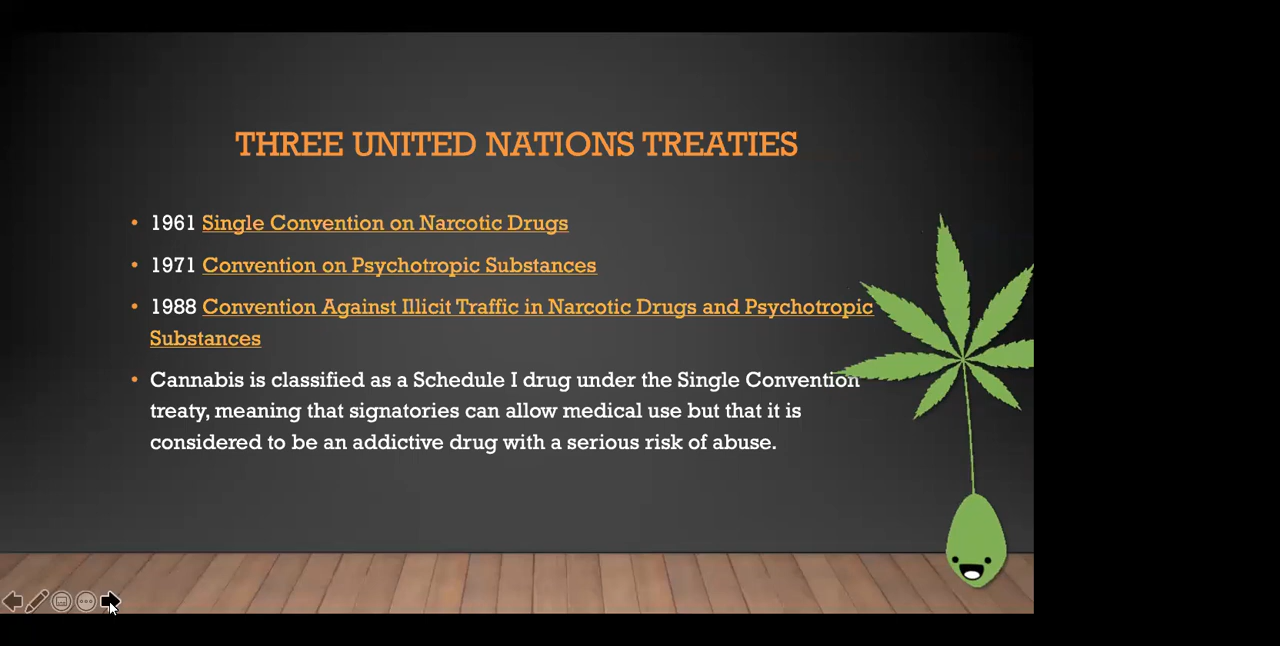 THREE UNITED NATIONS TREATIES
• 1961 Single Convention on Narcotic Drugs
• 1971 Convention on Psychotropic Substances
• 1988 Convention Against Illicit Traffic in Narcotic Drugs and Psychotropic
Substances
• Cannabis is classified as a Schedule I drug under the Single Convention
treaty, meaning that signatories can allow medical use but that it is
considered to be an addictive drug with a serious risk of abuse.